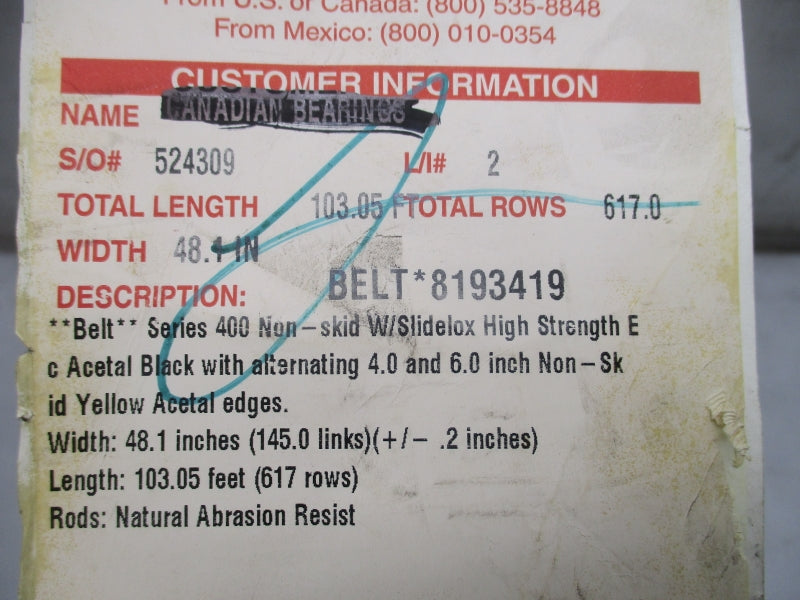 From U.S. or Canada: (800) 535-8848
From Mexico: (800) 010-0354
CUSTOMER INFORMATION
NAME CANADIAN BEARINGS
S/O# 524309 L/I# 2
TOTAL LENGTH 103.05 FTTOTAL ROWS 617.0
WIDTH 48.1 IN
DESCRIPTION: BELT*8193419
**Belt** Series 400 Non-skid W/Slidelox High Strength E
c Acetal Black with alternating 4.0 and 6.0 inch Non-Sk
id Yellow Acetal edges.
Width: 48.1 inches (145.0 links)(+/- .2 inches)
Length: 103.05 feet (617 rows)
Rods: Natural Abrasion Resist